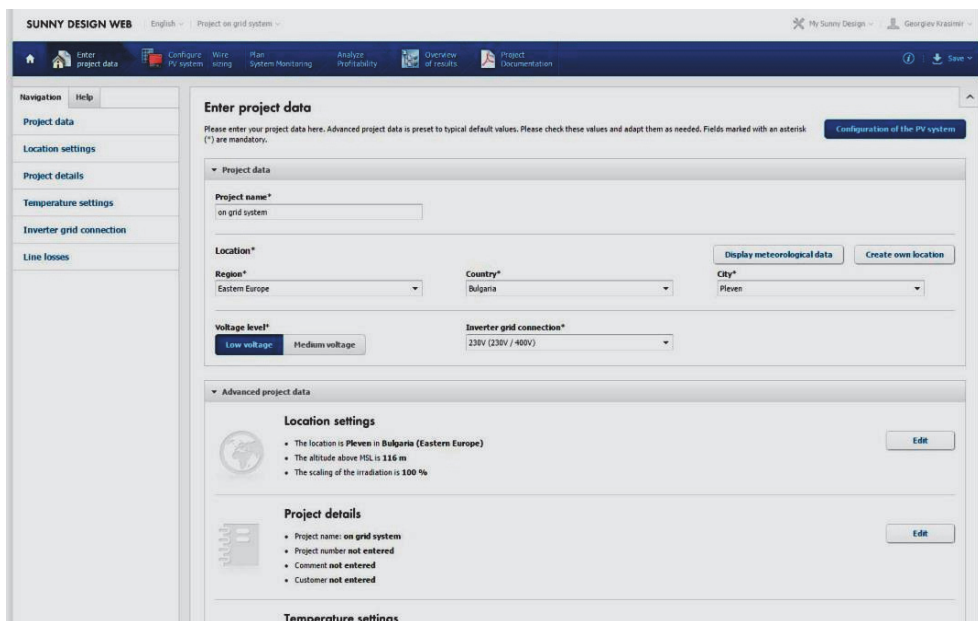 SUNNY DESIGN WEB English Project on grid system My Sunny Design Georgiev Krasimir
Enter project data
Configure PV system
Wire sizing
Plan System Monitoring
Analyze Profitability
Overview of results
Project Documentation
Save
Navigation Help
Project data
Location settings
Project details
Temperature settings
Inverter grid connection
Line losses
Enter project data
Please enter your project data here. Advanced project data is preset to typical default values. Please check these values and adapt them as needed. Fields marked with an asterisk
(*) are mandatory.
Configuration of the PV system
Project data
Project name*
on grid system
Location*
Display meteorological data Create own location
Region* Country* City*
Eastern Europe Bulgaria Pleven
Voltage level* Inverter grid connection*
Low voltage Medium voltage 230V (230V / 400V)
Advanced project data
Location settings
• The location is Pleven in Bulgaria (Eastern Europe)
• The altitude above MSL is 116 m
• The scaling of the irradiation is 100 %
Edit
Project details
• Project name: on grid system
• Project number not entered
• Comment not entered
• Customer not entered
Edit
Temperature settings